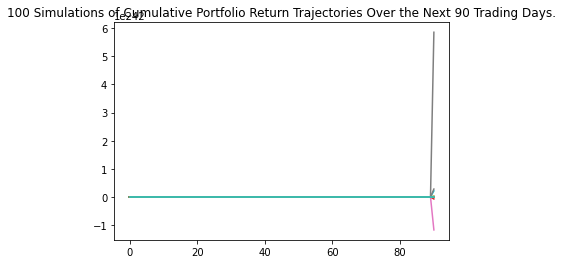 100 Simulations of Cumulative Portfolio Return Trajectories Over the Next 90 Trading Days.
1e242
6
5
4
3
2
1
0
−1
0 20 40 60 80